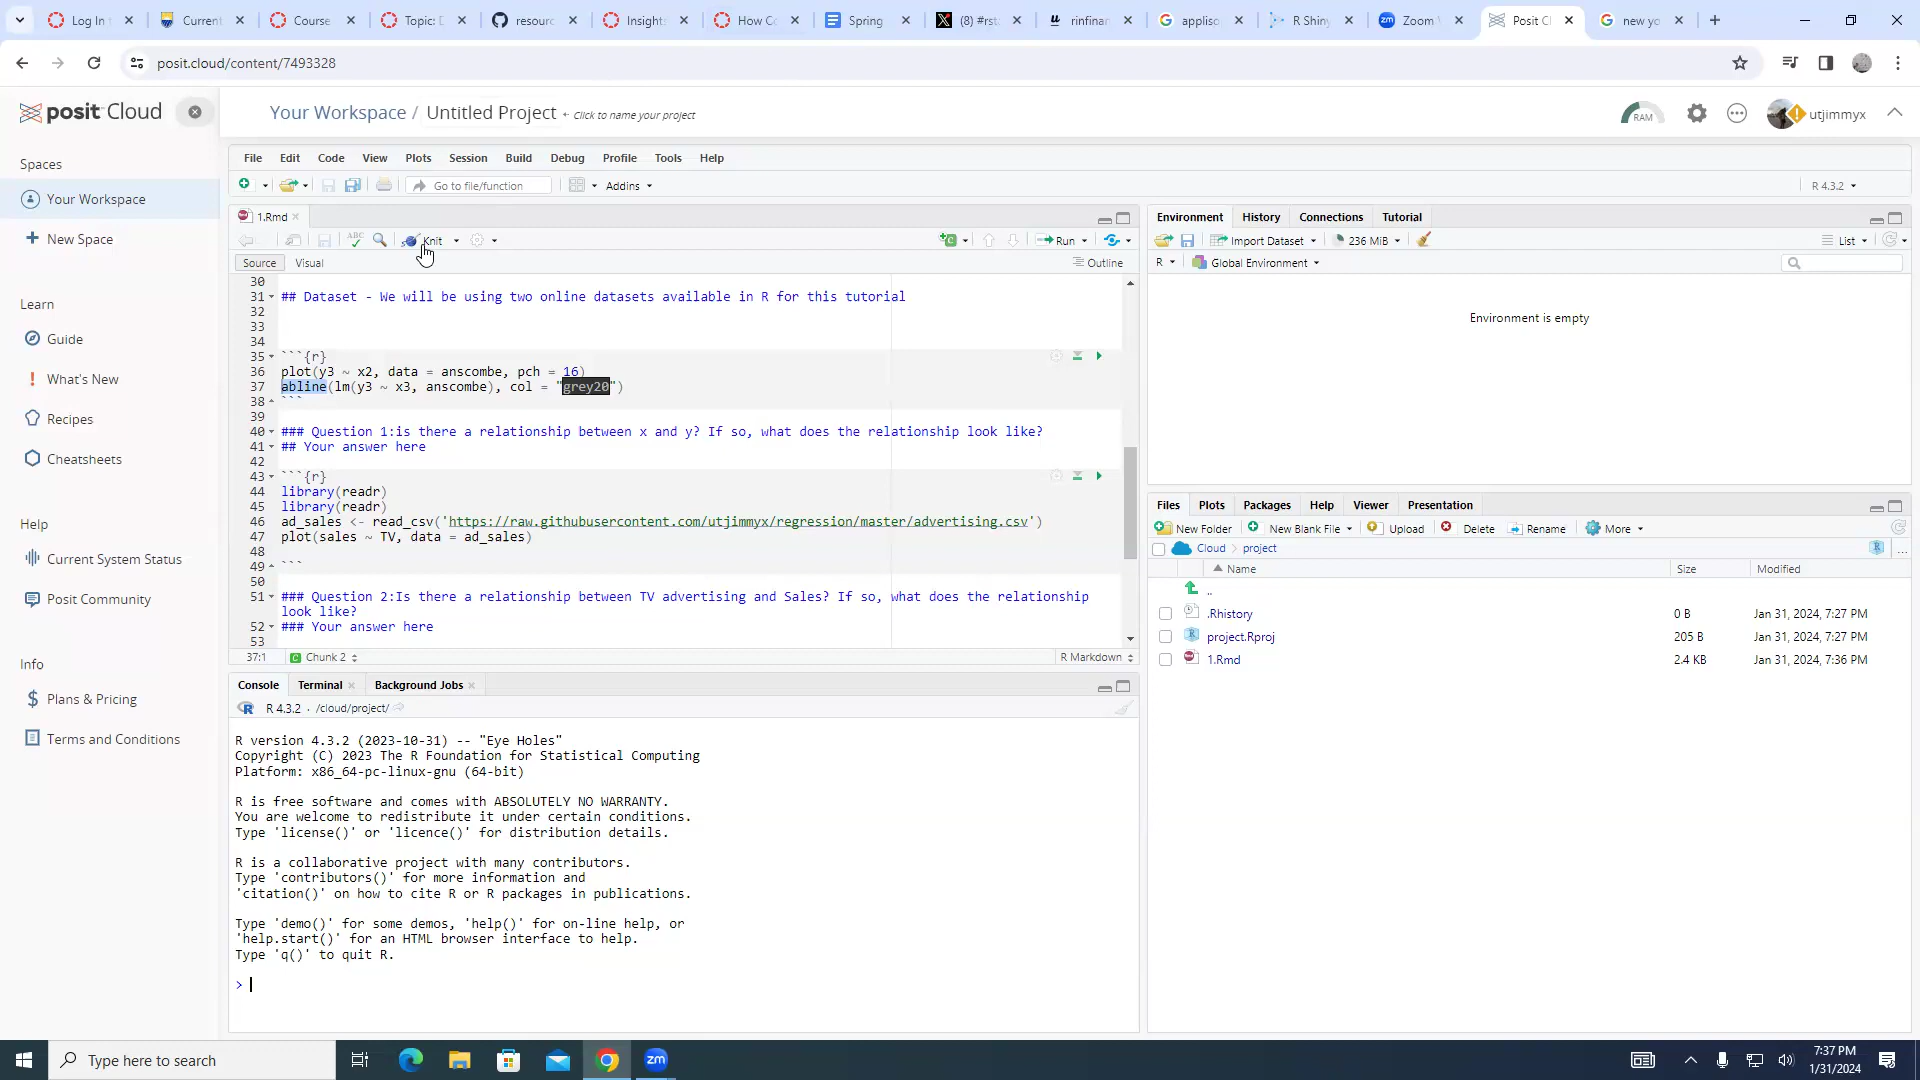 Log In t
Current
Course
Topic: D
resourc
Insights
How Co
Spring
(8) #rsta
rinfinan
appliso
R Shiny
Zoom
Posit Cl
new yo
posit.cloud/content/7493328
posit Cloud
Your Workspace / Untitled Project
Click to name your project
RAM
utjimmyx
Spaces
Your Workspace
New Space
Learn
Guide
What's New
Recipes
Cheatsheets
Help
Current System Status
Posit Community
Info
Plans & Pricing
Terms and Conditions
File Edit Code View Plots Session Build Debug Profile Tools Help
Go to file/function
Addins
R 4.3.2
1.Rmd
ABC
Knit
Run
Source Visual
Outline
30
31 ## Dataset - We will be using two online datasets available in R for this tutorial
32
33
34
35 ```{r}
36 plot(y3 ~ x2, data = anscombe, pch = 16)
37 abline(lm(y3 ~ x3, anscombe), col = "grey20")
38 ```
39
40 ### Question 1:is there a relationship between x and y? If so, what does the relationship look like?
41 ## Your answer here
42
43 ```{r}
44 library(readr)
45 library(readr)
46 ad_sales <- read_csv('https://raw.githubusercontent.com/utjimmyx/regression/master/advertising.csv')
47 plot(sales ~ TV, data = ad_sales)
48
49 ```
50
51 ### Question 2:Is there a relationship between TV advertising and Sales? If so, what does the relationship
look like?
52 ### Your answer here
53
37:1 Chunk 2
R Markdown
Console Terminal Background Jobs
R 4.3.2 · /cloud/project/
R version 4.3.2 (2023-10-31) -- "Eye Holes"
Copyright (C) 2023 The R Foundation for Statistical Computing
Platform: x86_64-pc-linux-gnu (64-bit)
R is free software and comes with ABSOLUTELY NO WARRANTY.
You are welcome to redistribute it under certain conditions.
Type 'license()' or 'licence()' for distribution details.
R is a collaborative project with many contributors.
Type 'contributors()' for more information and
'citation()' on how to cite R or R packages in publications.
Type 'demo()' for some demos, 'help()' for on-line help, or
'help.start()' for an HTML browser interface to help.
Type 'q()' to quit R.
>
Environment History Connections Tutorial
Import Dataset
236 MiB
List
R Global Environment
Environment is empty
Files Plots Packages Help Viewer Presentation
New Folder New Blank File Upload Delete Rename More
Cloud project
...
Name Size Modified
..
.Rhistory 0 B Jan 31, 2024, 7:27 PM
project.Rproj 205 B Jan 31, 2024, 7:27 PM
1.Rmd 2.4 KB Jan 31, 2024, 7:36 PM
Type here to search
zm
7:37 PM
1/31/2024